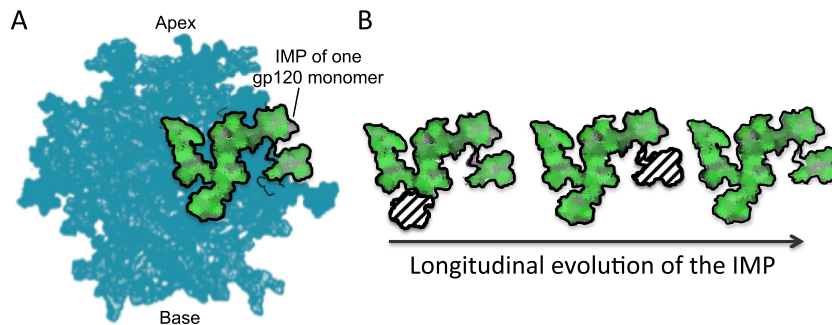 A
Apex
IMP of one
gp120 monomer
Base
B
Longitudinal evolution of the IMP